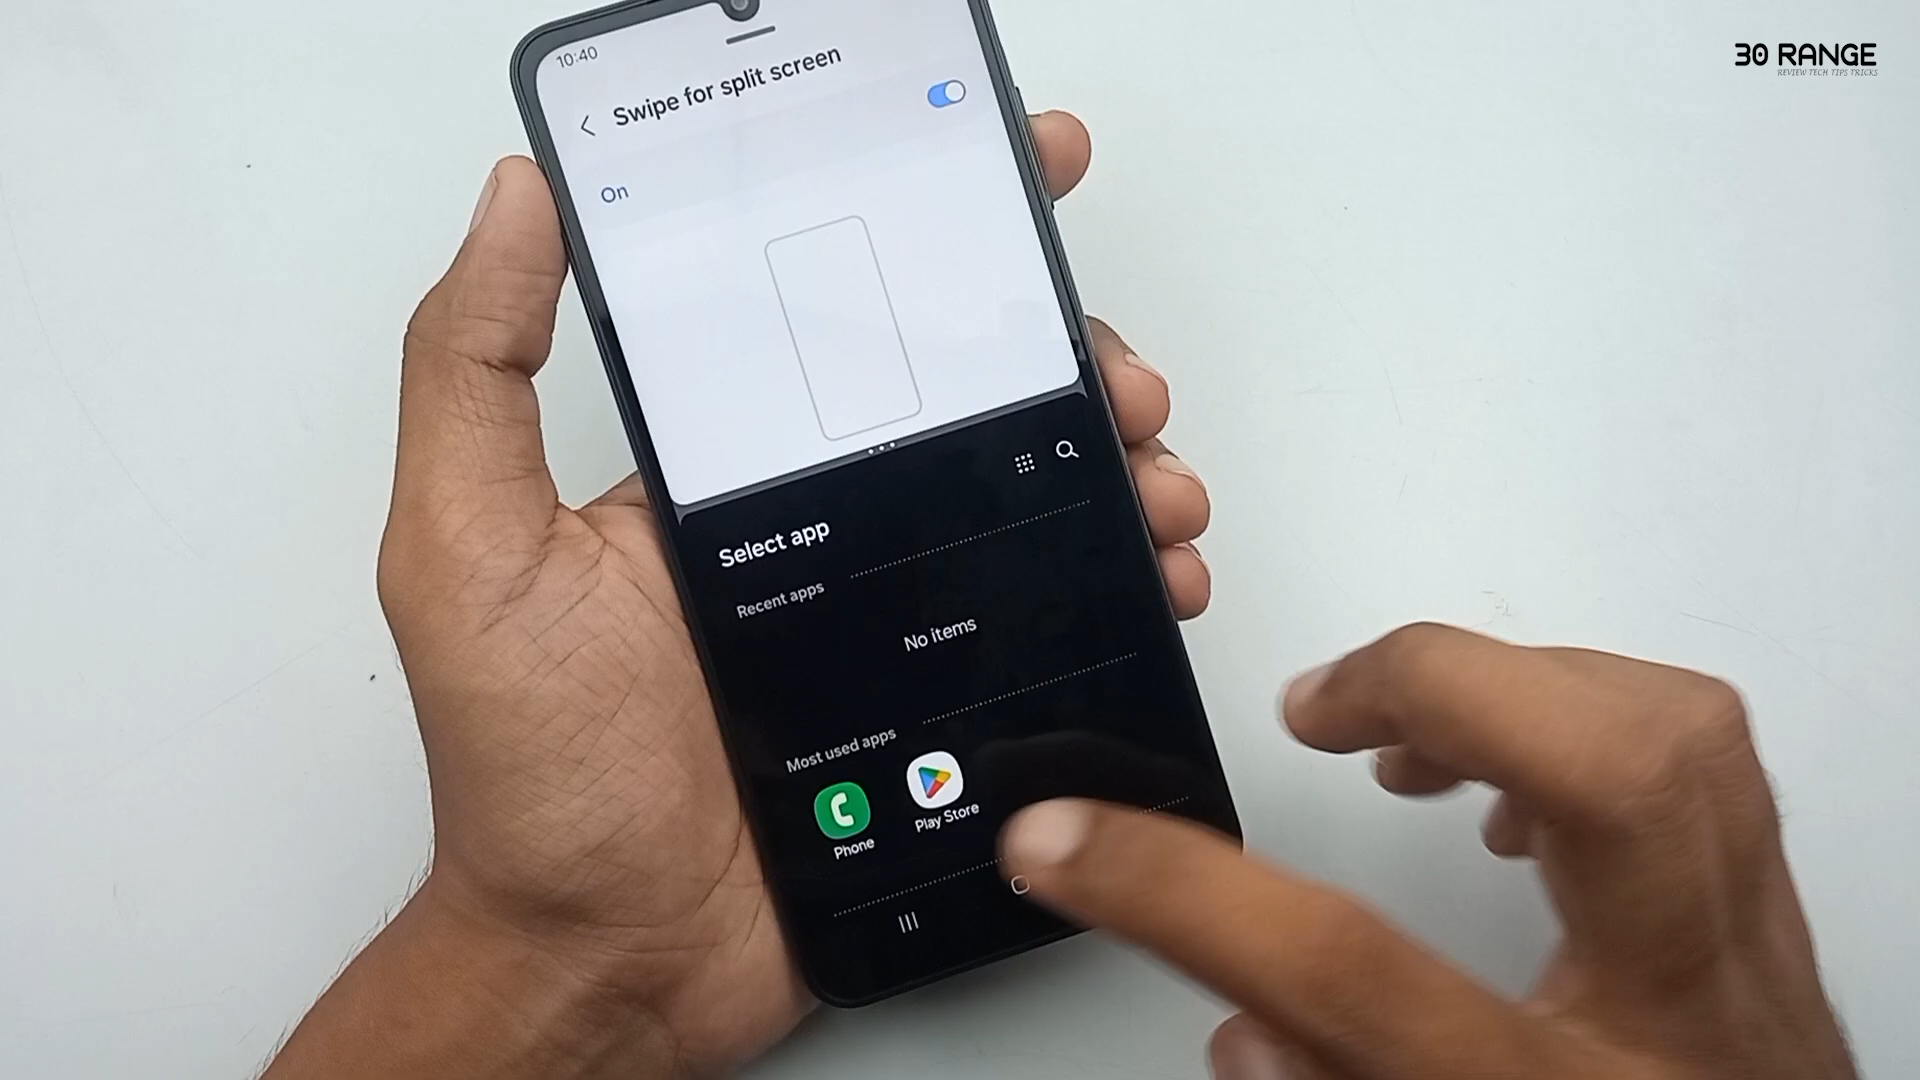 30 RANGE
REVIEW TECH TIPS TRICKS
10:40
Swipe for split screen
On
Select app
Recent apps
No items
Most used apps
Phone
Play Store